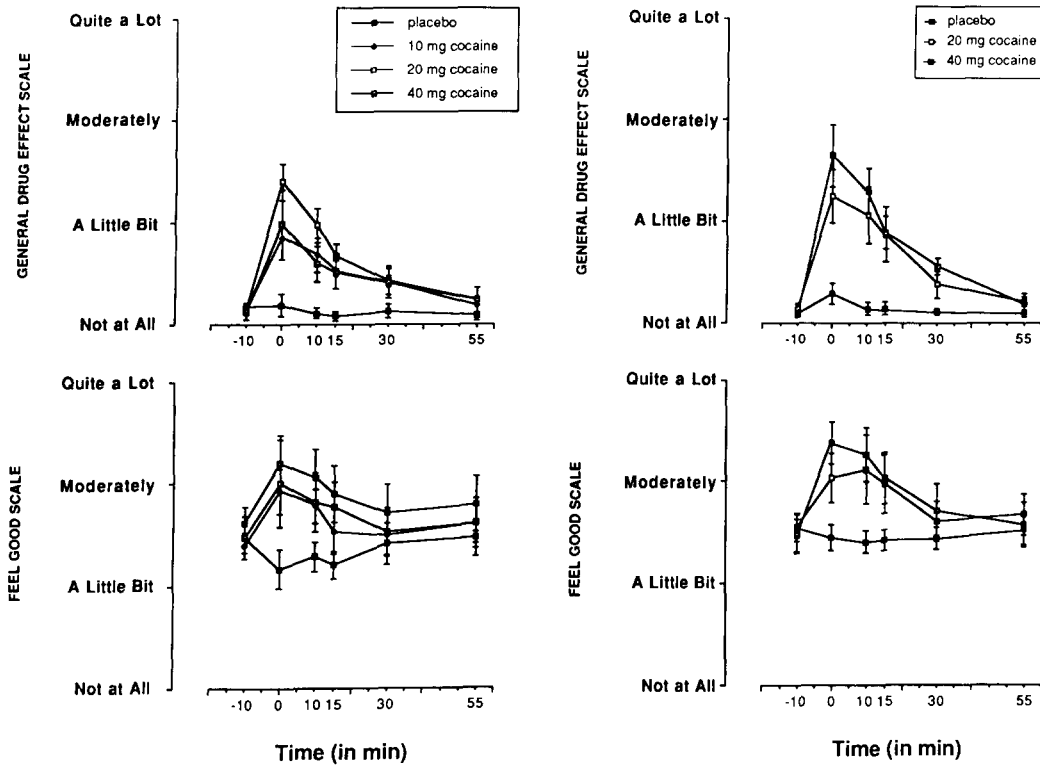 GENERAL DRUG EFFECT SCALE
Quite a Lot
Moderately
A Little Bit
Not at All
placebo
10 mg cocaine
20 mg cocaine
40 mg cocaine
-10 0 10 15 30 55
GENERAL DRUG EFFECT SCALE
Quite a Lot
Moderately
A Little Bit
Not at All
placebo
20 mg cocaine
40 mg cocaine
-10 0 10 15 30 55
FEEL GOOD SCALE
Quite a Lot
Moderately
A Little Bit
Not at All
-10 0 10 15 30 55
Time (in min)
FEEL GOOD SCALE
Quite a Lot
Moderately
A Little Bit
Not at All
-10 0 10 15 30 55
Time (in min)